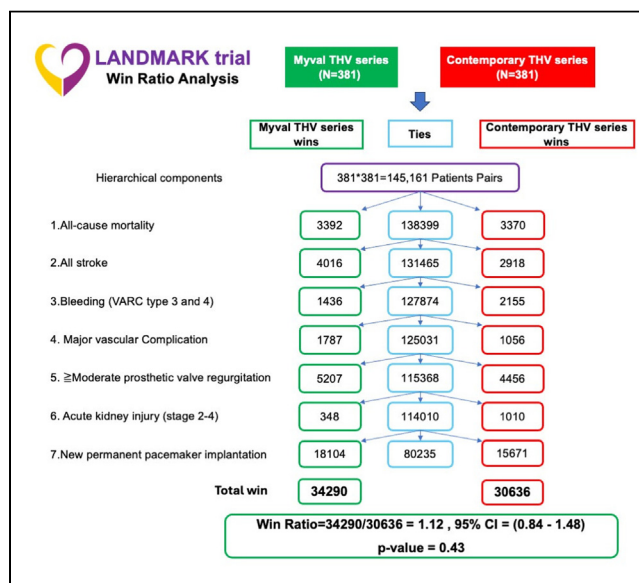 LANDMARK trial
Win Ratio Analysis
Myval THV series
(N=381)
Contemporary THV series
(N=381)
Myval THV series
wins
Ties
Contemporary THV series
wins
Hierarchical components
381*381=145,161 Patients Pairs
1.All-cause mortality
3392
138399
3370
2.All stroke
4016
131465
2918
3.Bleeding (VARC type 3 and 4)
1436
127874
2155
4. Major vascular Complication
1787
125031
1056
5. ≧Moderate prosthetic valve regurgitation
5207
115368
4456
6. Acute kidney injury (stage 2-4)
348
114010
1010
7.New permanent pacemaker implantation
18104
80235
15671
Total win
34290
30636
Win Ratio=34290/30636 = 1.12 , 95% CI = (0.84 - 1.48)
p-value = 0.43